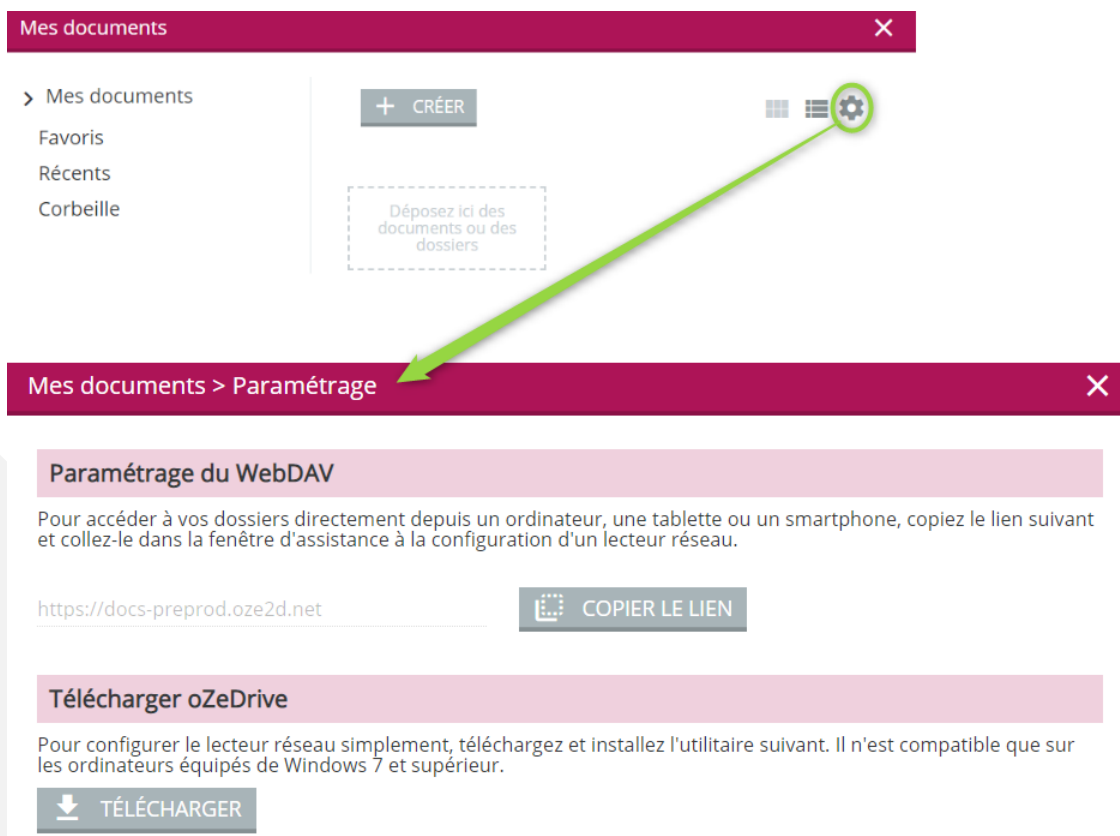 Mes documents
Mes documents
Favoris
Récents
Corbeille
CRÉER
Déposez ici des
documents ou des
dossiers
Mes documents > Paramétrage
Paramétrage du WebDAV
Pour accéder à vos dossiers directement depuis un ordinateur, une tablette ou un smartphone, copiez le lien suivant
et collez-le dans la fenêtre d'assistance à la configuration d'un lecteur réseau.
https://docs-preprod.oze2d.net
COPIER LE LIEN
Télécharger oZeDrive
Pour configurer le lecteur réseau simplement, téléchargez et installez l'utilitaire suivant. Il n'est compatible que sur
les ordinateurs équipés de Windows 7 et supérieur.
TÉLÉCHARGER